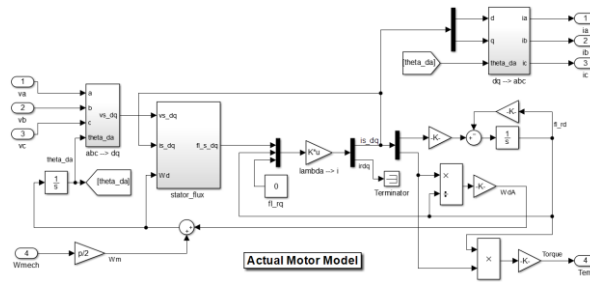 1
va
2
vb
3
vc
a
b
c
theta_da
vs_dq
abc --> dq
theta_da
1
s
[theta_da]
4
Wmech
p/2
Wm
vs_dq
is_dq
Wd
fl_s_dq
stator_flux
0
fl_rq
K*u
lambda --> i
is_dq
irdq
Terminator
[theta_da]
d
q
theta_da
ia
ib
ic
dq --> abc
1
ia
2
ib
3
ic
-K-
-K-
1
s
fl_rd
×
÷
-K-
WdA
×
-K-
Torque
4
Actual Motor Model